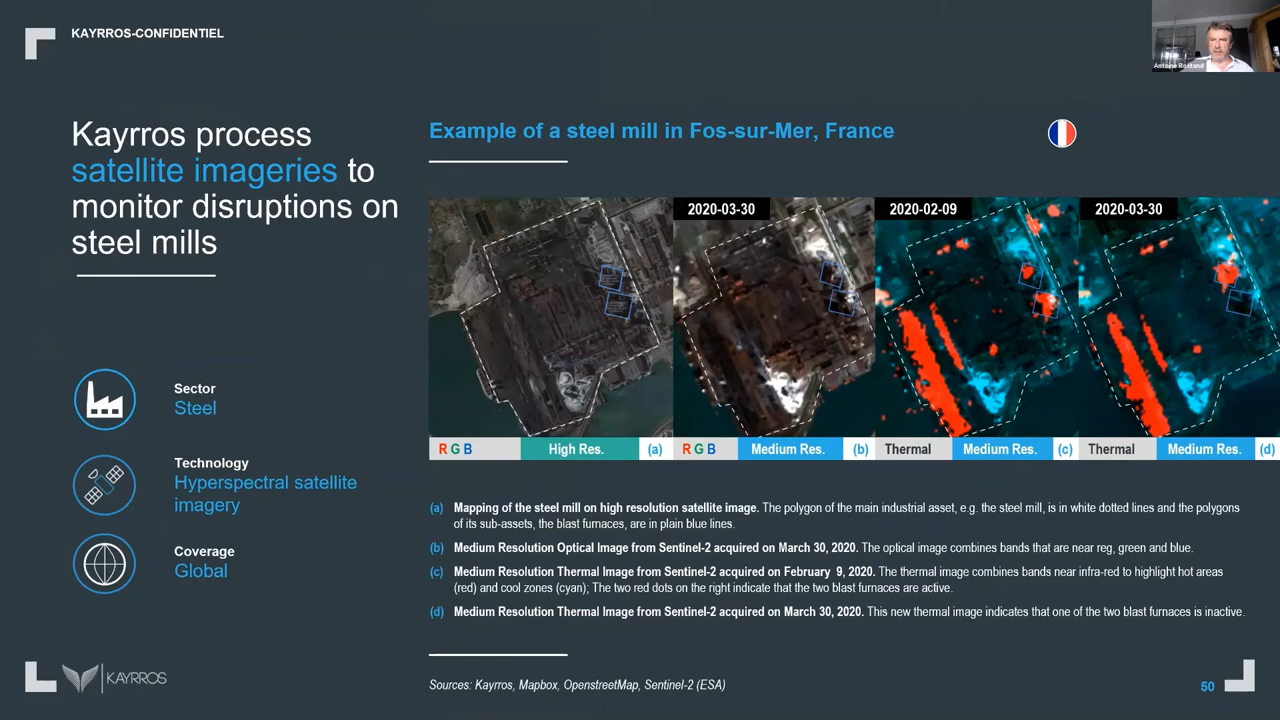 KAYRROS-CONFIDENTIEL
Antoine Rostand
Kayrros process
satellite imageries to
monitor disruptions on
steel mills
Sector
Steel
Technology
Hyperspectral satellite
imagery
Coverage
Global
Example of a steel mill in Fos-sur-Mer, France
2020-03-30
2020-02-09
2020-03-30
R G B High Res. (a)
R G B Medium Res. (b)
Thermal Medium Res. (c)
Thermal Medium Res. (d)
(a) Mapping of the steel mill on high resolution satellite image. The polygon of the main industrial asset, e.g. the steel mill, is in white dotted lines and the polygons
of its sub-assets, the blast furnaces, are in plain blue lines.
(b) Medium Resolution Optical Image from Sentinel-2 acquired on March 30, 2020. The optical image combines bands that are near reg, green and blue.
(c) Medium Resolution Thermal Image from Sentinel-2 acquired on February 9, 2020. The thermal image combines bands near infra-red to highlight hot areas
(red) and cool zones (cyan); The two red dots on the right indicate that the two blast furnaces are active.
(d) Medium Resolution Thermal Image from Sentinel-2 acquired on March 30, 2020. This new thermal image indicates that one of the two blast furnaces is inactive.
KAYRROS
Sources: Kayrros, Mapbox, OpenstreetMap, Sentinel-2 (ESA)
50